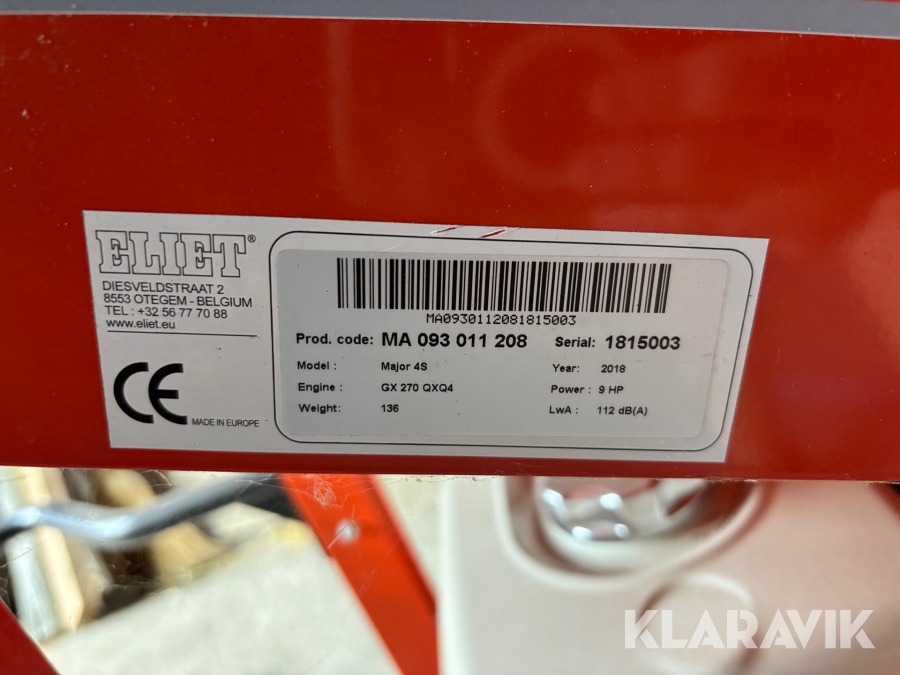 ELIET®
DIESVELDSTRAAT 2
8553 OTEGEM - BELGIUM
TEL : +32 56 77 70 88
www.eliet.eu
CE
MADE IN EUROPE
MA0930112081815003
Prod. code: MA 093 011 208 Serial: 1815003
Model : Major 4S Year: 2018
Engine : GX 270 QXQ4 Power : 9 HP
Weight: 136 LwA : 112 dB(A)
KLARAVIK